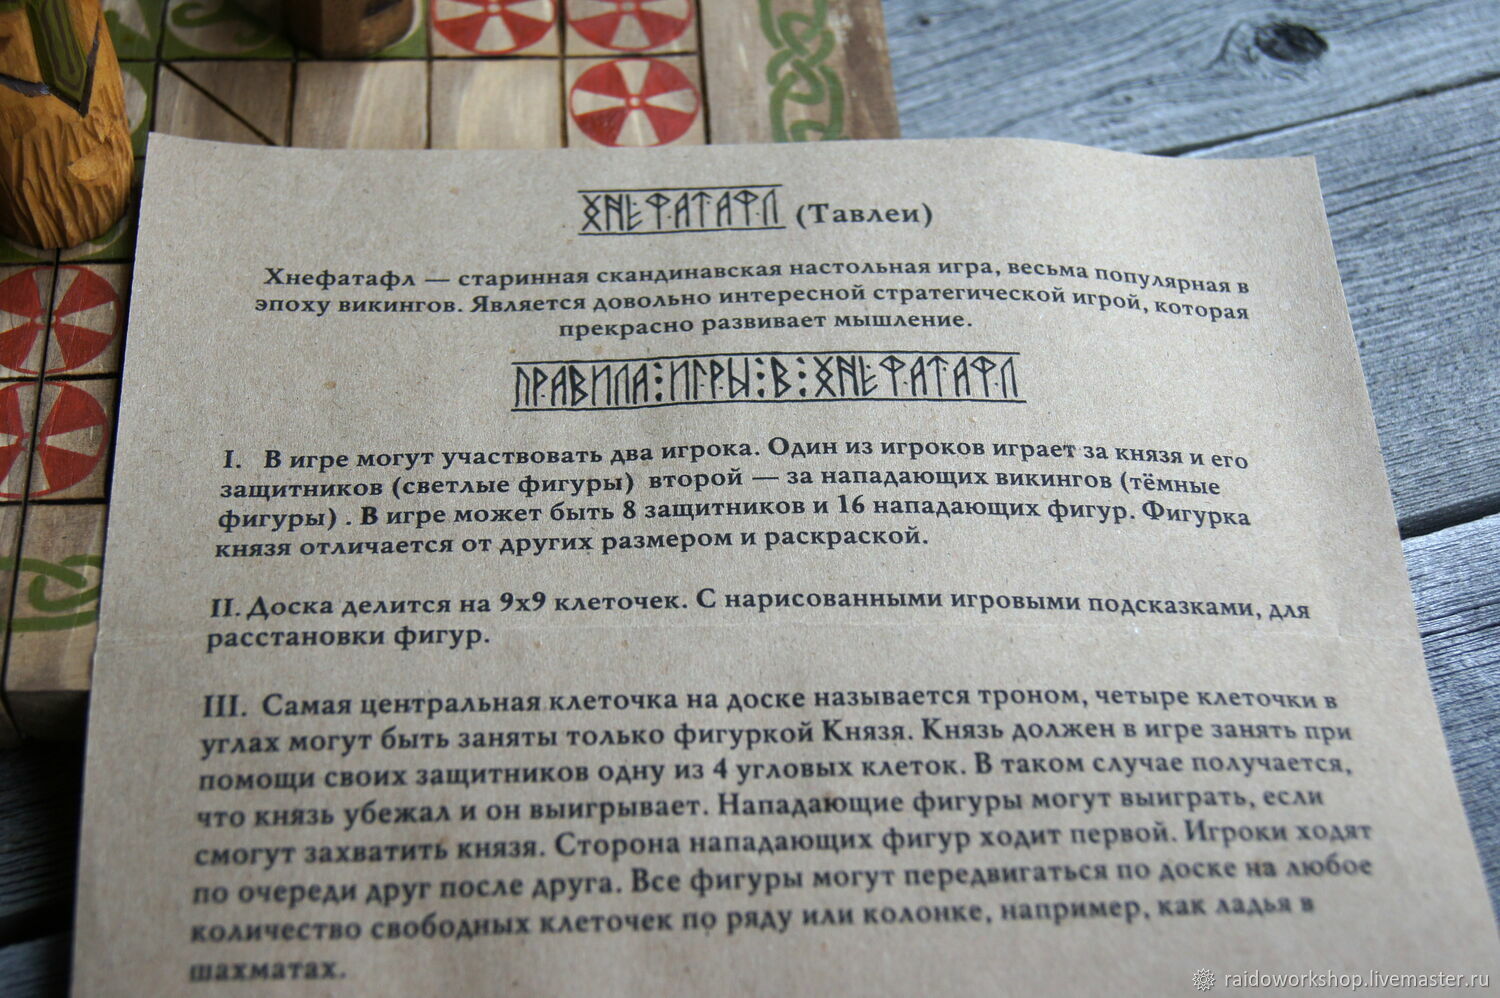 ХНЕФАТАФЛ (Тавлеи)
Хнефатафл — старинная скандинавская настольная игра, весьма популярная в
эпоху викингов. Является довольно интересной стратегической игрой, которая
прекрасно развивает мышление.
ПРАВИЛА:ИГРЫ:В:ХНЕФАТАФЛ
I. В игре могут участвовать два игрока. Один из игроков играет за князя и его
защитников (светлые фигуры) второй — за нападающих викингов (тёмные
фигуры) . В игре может быть 8 защитников и 16 нападающих фигур. Фигурка
князя отличается от других размером и раскраской.
II. Доска делится на 9х9 клеточек. С нарисованными игровыми подсказками, для
расстановки фигур.
III. Самая центральная клеточка на доске называется троном, четыре клеточки в
углах могут быть заняты только фигуркой Князя. Князь должен в игре занять при
помощи своих защитников одну из 4 угловых клеток. В таком случае получается,
что князь убежал и он выигрывает. Нападающие фигуры могут выиграть, если
смогут захватить князя. Сторона нападающих фигур ходит первой. Игроки ходят
по очереди друг после друга. Все фигуры могут передвигаться по доске на любое
количество свободных клеточек по ряду или колонке, например, как ладья в
шахматах.
raidoworkshop.livemaster.ru